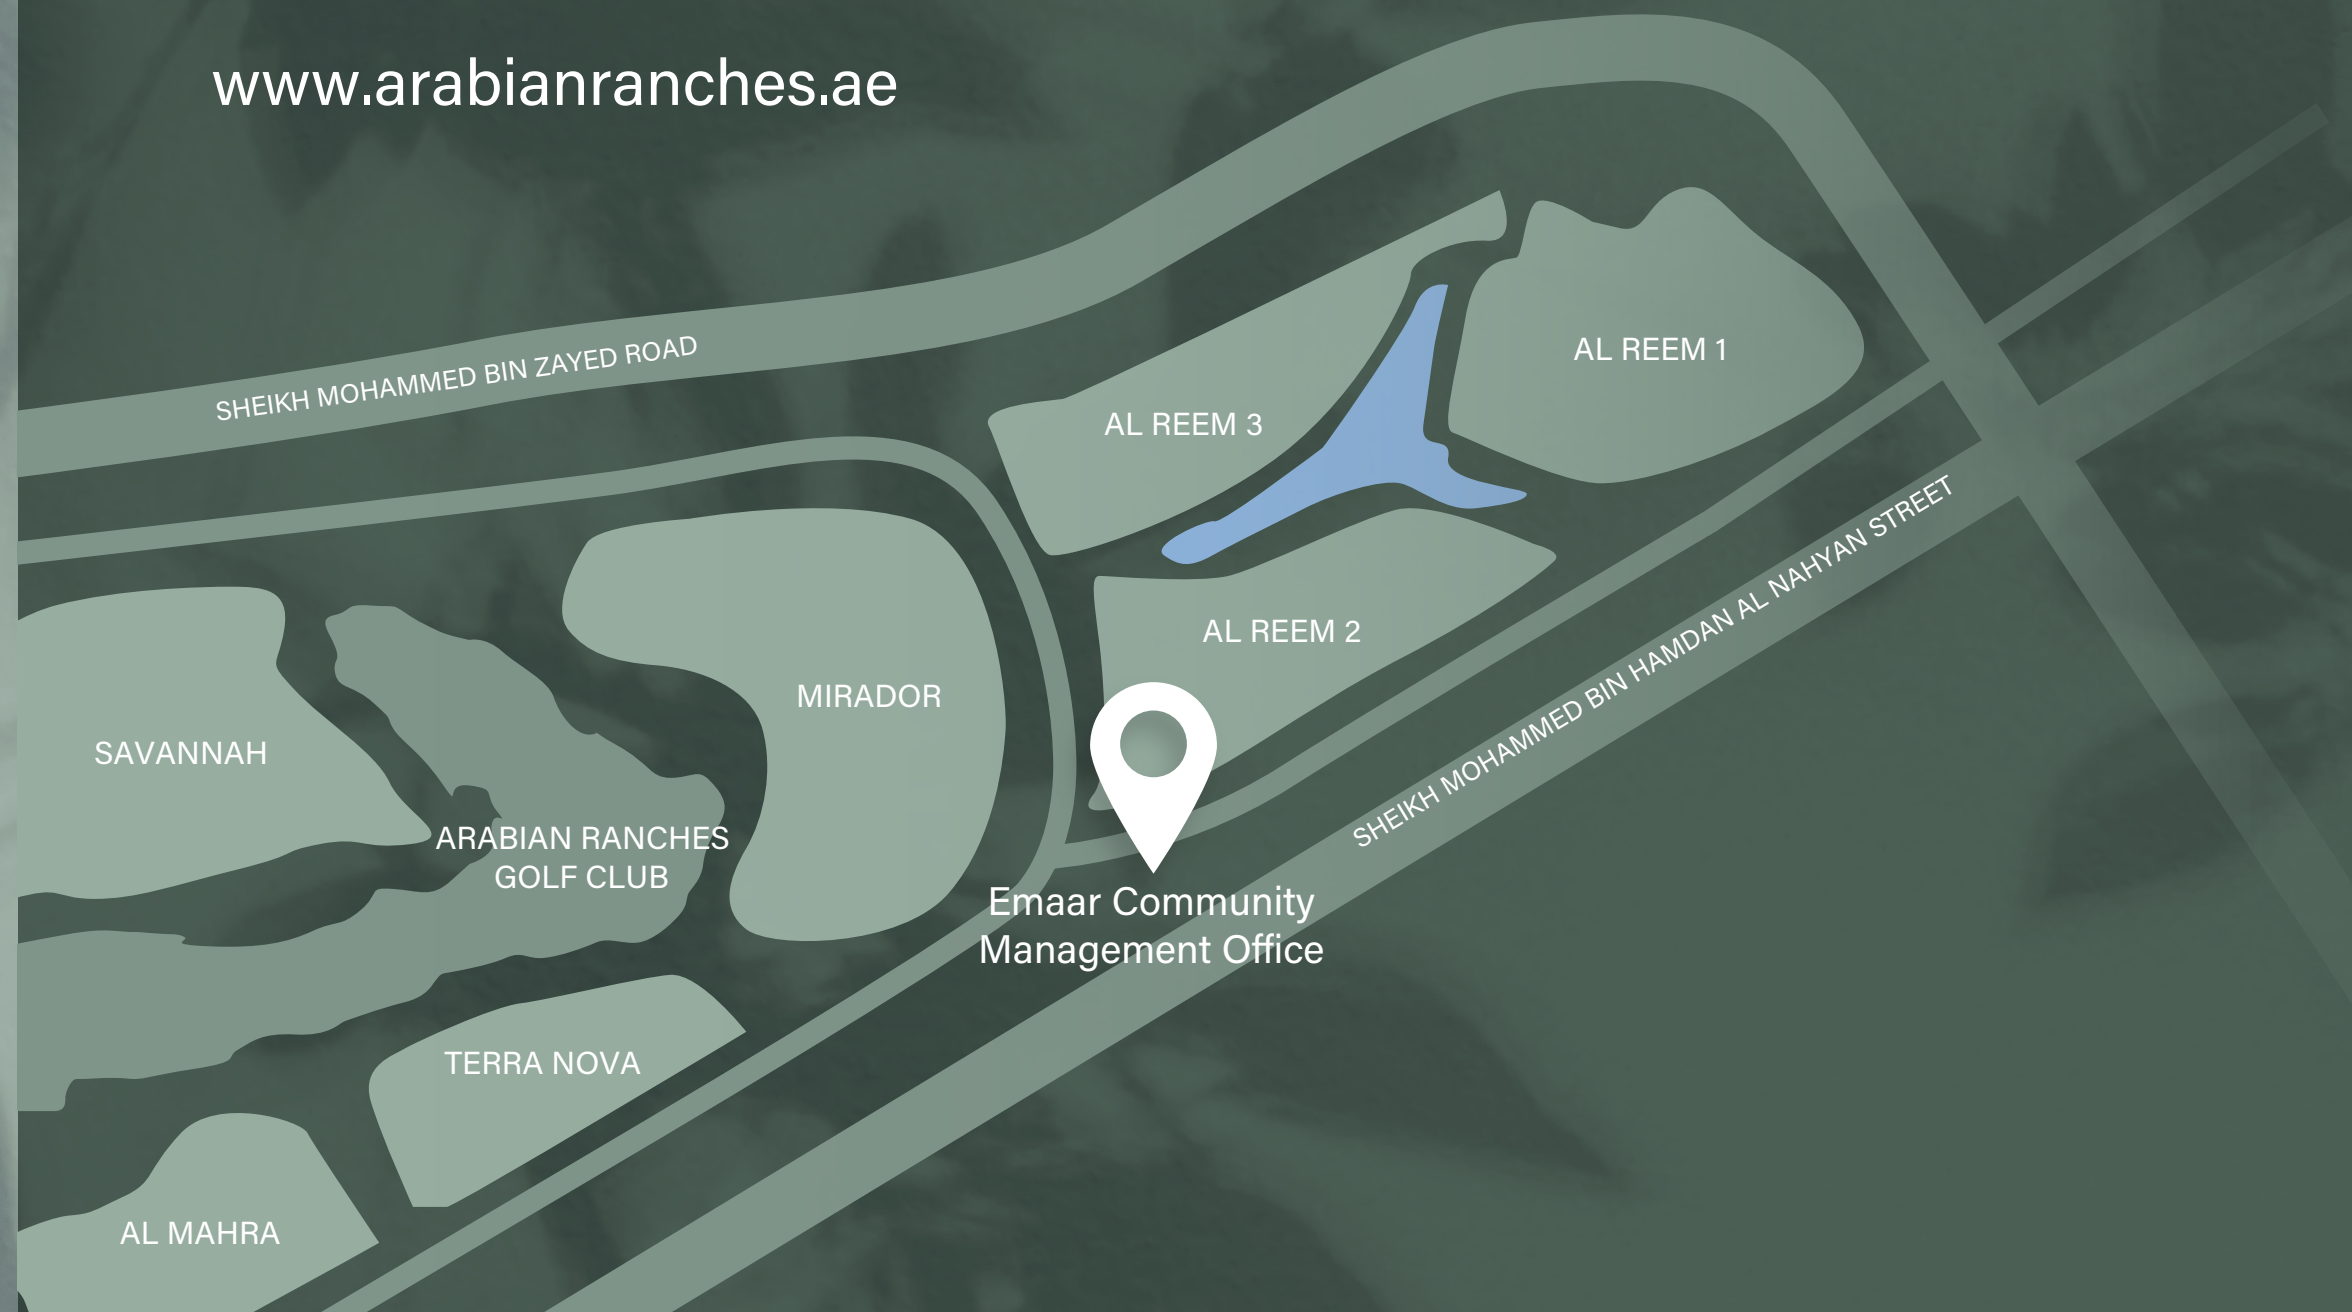 www.arabianranches.ae
SHEIKH MOHAMMED BIN ZAYED ROAD
AL REEM 1
AL REEM 3
AL REEM 2
SHEIKH MOHAMMED BIN HAMDAN AL NAHYAN STREET
MIRADOR
SAVANNAH
ARABIAN RANCHES
GOLF CLUB
Emaar Community
Management Office
TERRA NOVA
AL MAHRA